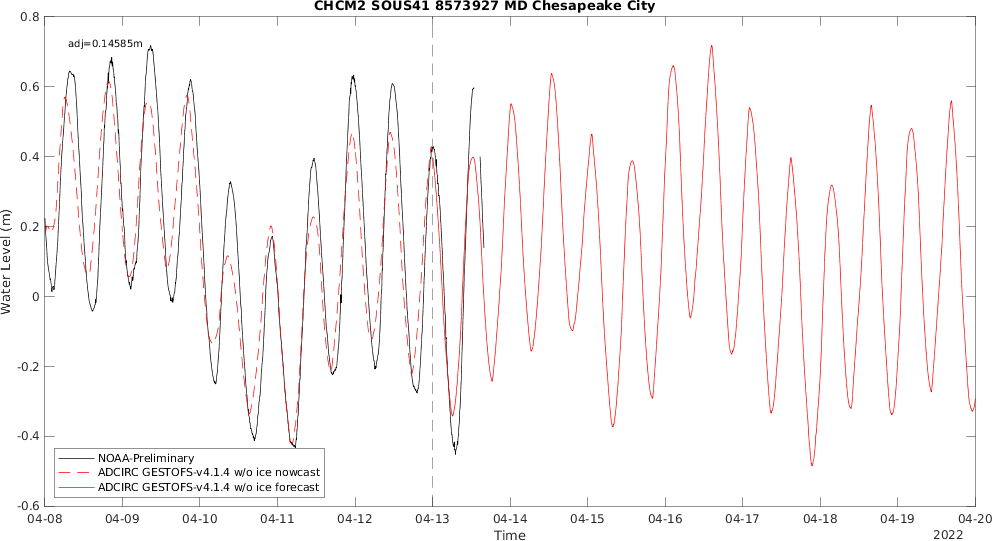 CHCM2 SOUS41 8573927 MD Chesapeake City
adj=0.14585m
0.8
0.6
0.4
0.2
0
-0.2
-0.4
-0.6
Water Level (m)
NOAA-Preliminary
ADCIRC GESTOFS-v4.1.4 w/o ice nowcast
ADCIRC GESTOFS-v4.1.4 w/o ice forecast
04-08 04-09 04-10 04-11 04-12 04-13 04-14 04-15 04-16 04-17 04-18 04-19 04-20
Time
2022